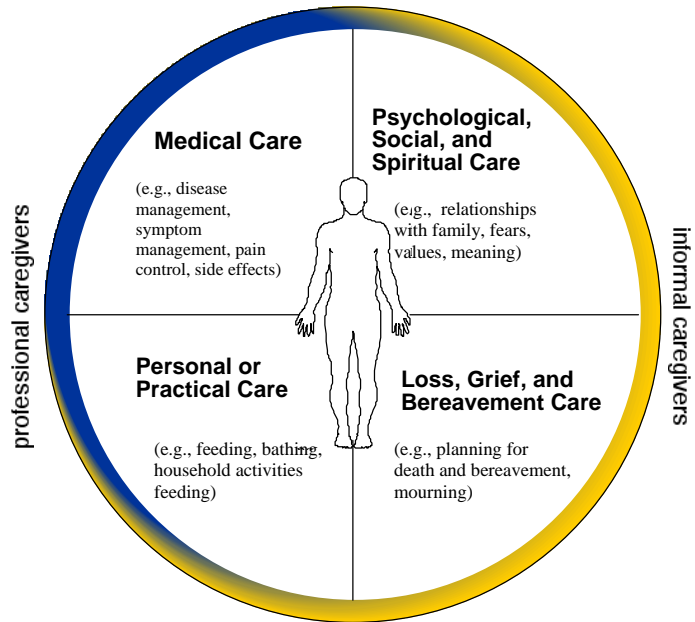 Medical Care
(e.g., disease
management,
symptom
management, pain
control, side effects)
Psychological,
Social, and
Spiritual Care
(e.g., relationships
with family, fears,
values, meaning)
professional caregivers
informal caregivers
Personal or
Practical Care
(e.g., feeding, bathing,
household activities
feeding)
Loss, Grief, and
Bereavement Care
(e.g., planning for
death and bereavement,
mourning)